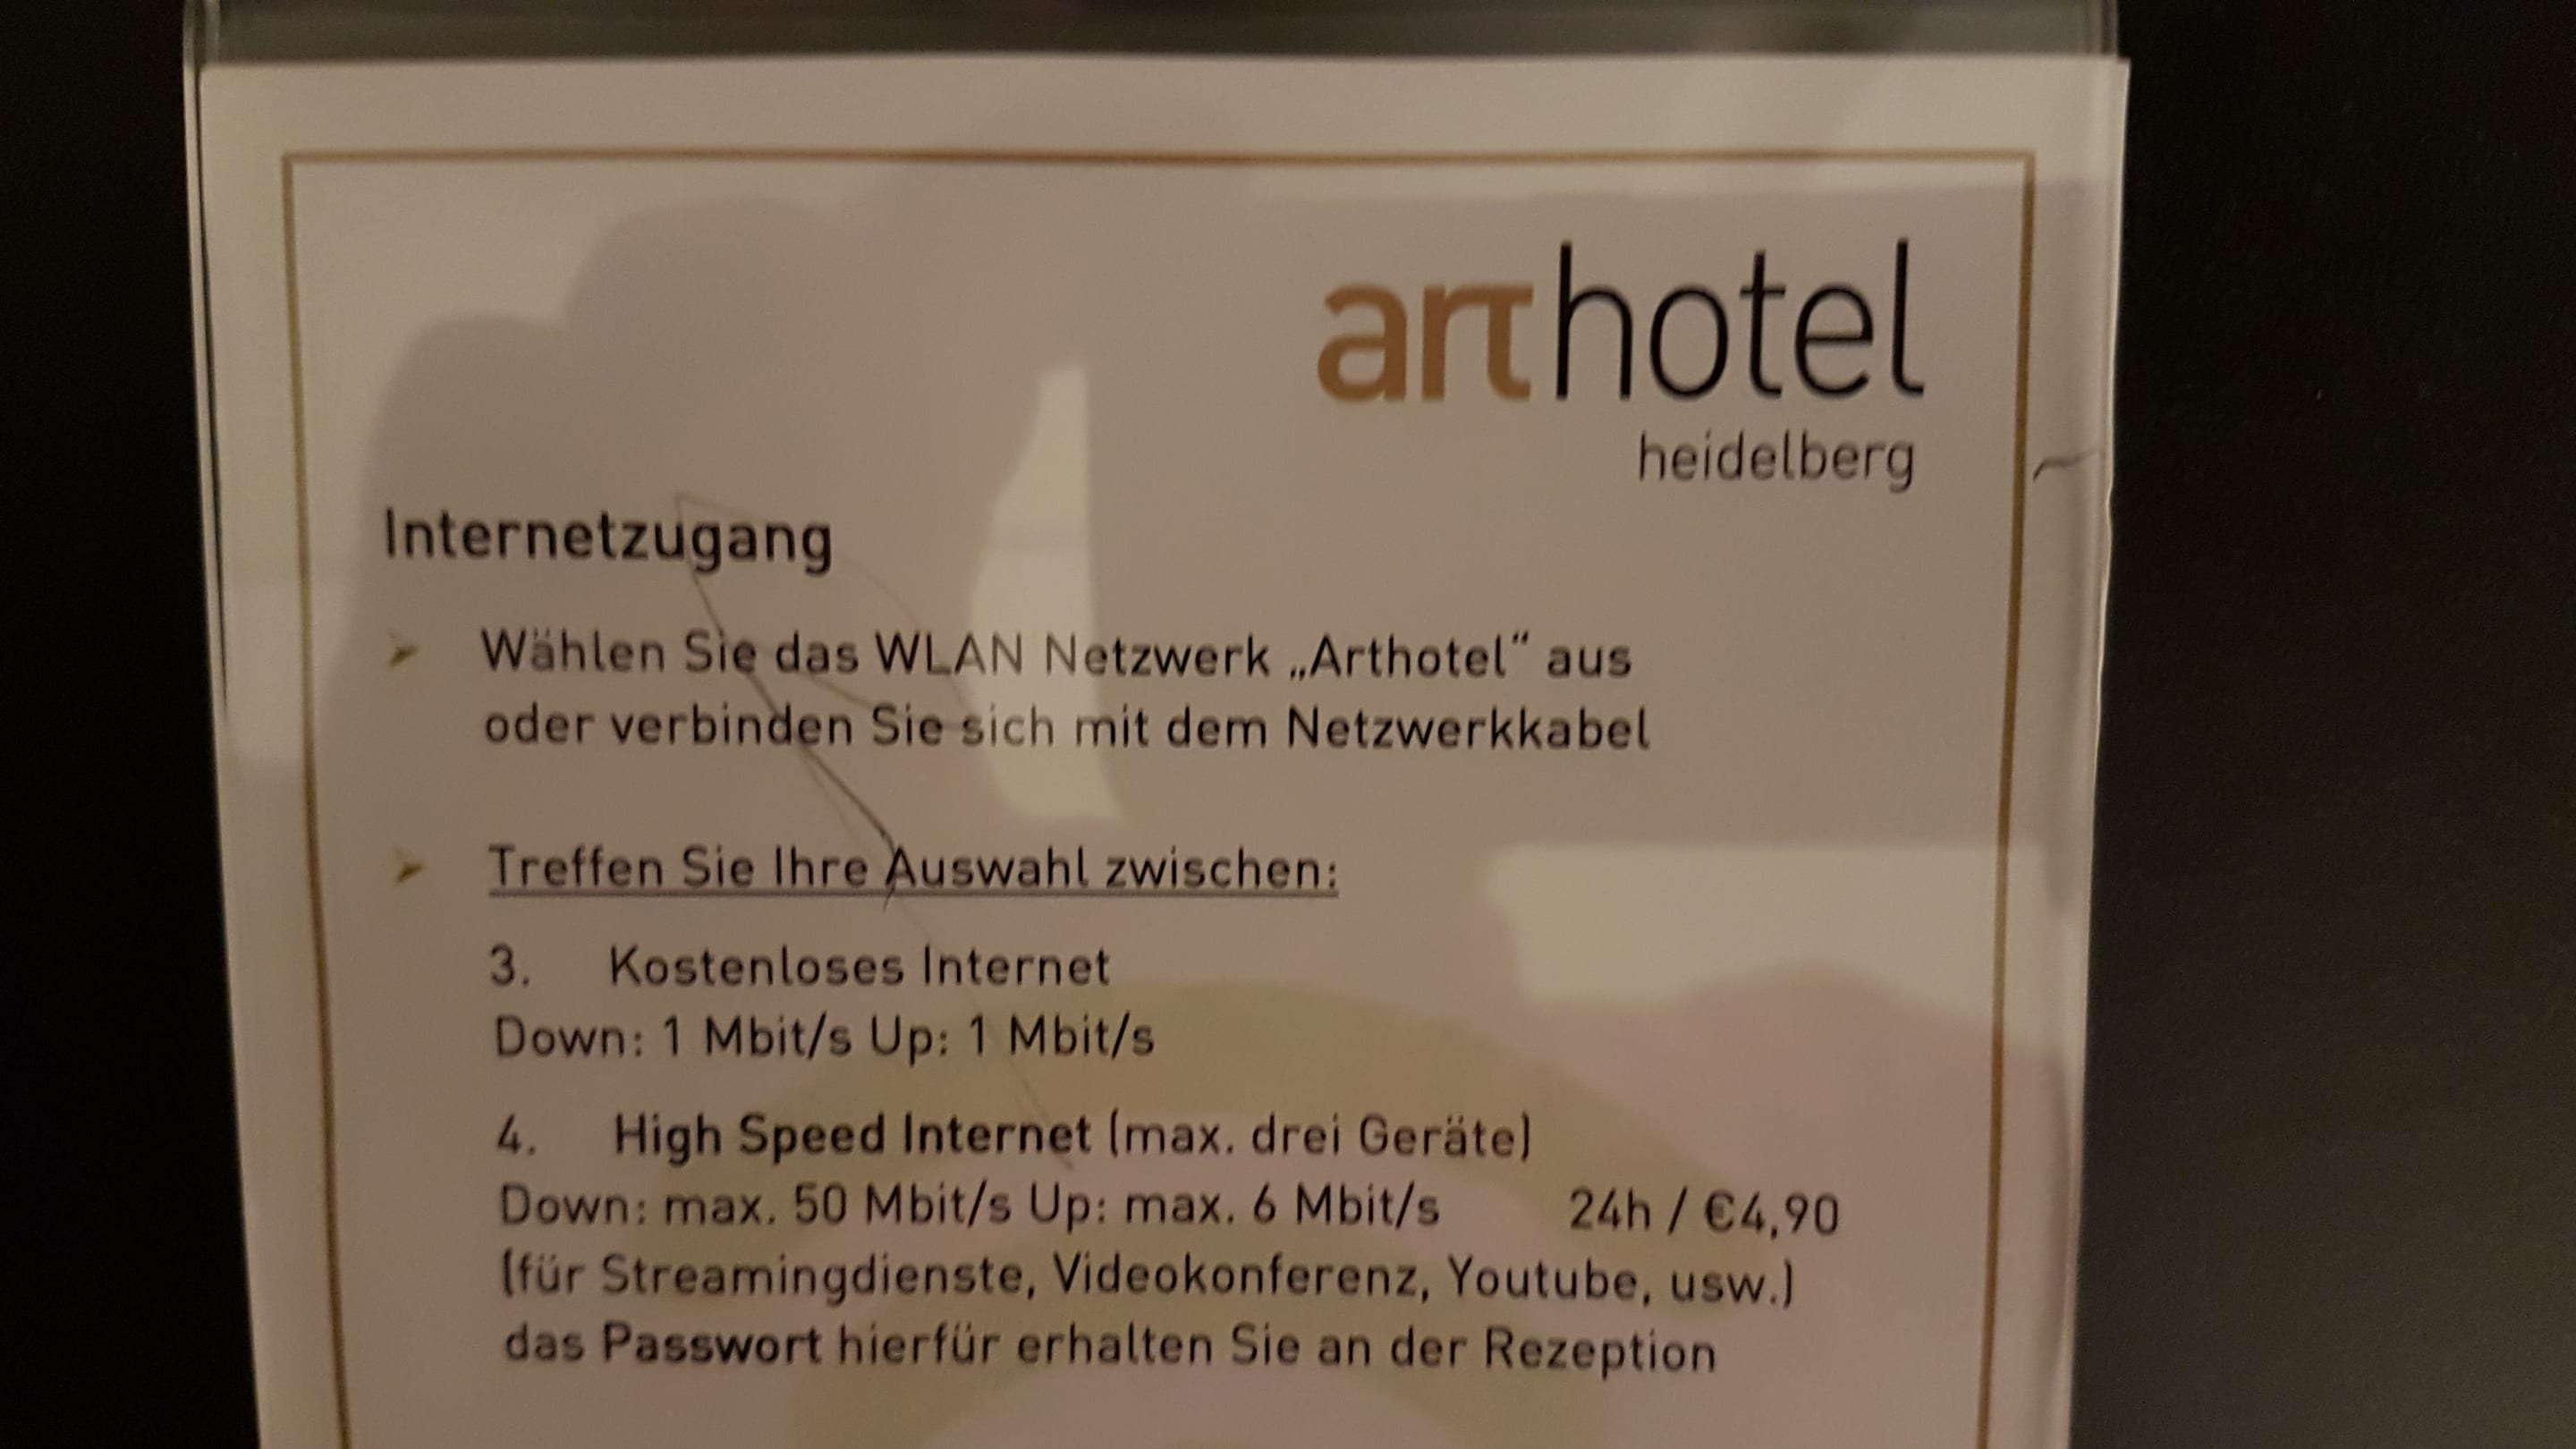 arthotel
heidelberg
Internetzugang
➤ Wählen Sie das WLAN Netzwerk „Arthotel“ aus
oder verbinden Sie sich mit dem Netzwerkkabel
➤ Treffen Sie Ihre Auswahl zwischen:
3. Kostenloses Internet
Down: 1 Mbit/s Up: 1 Mbit/s
4. High Speed Internet (max. drei Geräte)
Down: max. 50 Mbit/s Up: max. 6 Mbit/s 24h / €4,90
(für Streamingdienste, Videokonferenz, Youtube, usw.)
das Passwort hierfür erhalten Sie an der Rezeption